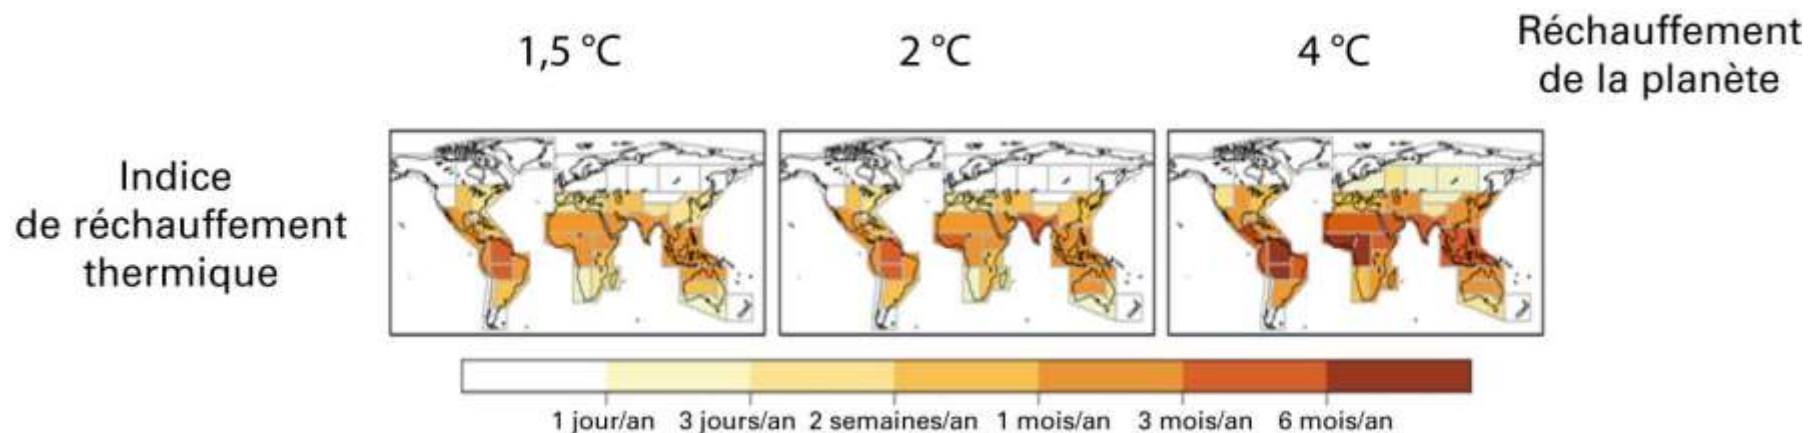 1,5 °C
2 °C
4 °C
Réchauffement
de la planète
Indice
de réchauffement
thermique
1 jour/an
3 jours/an
2 semaines/an
1 mois/an
3 mois/an
6 mois/an